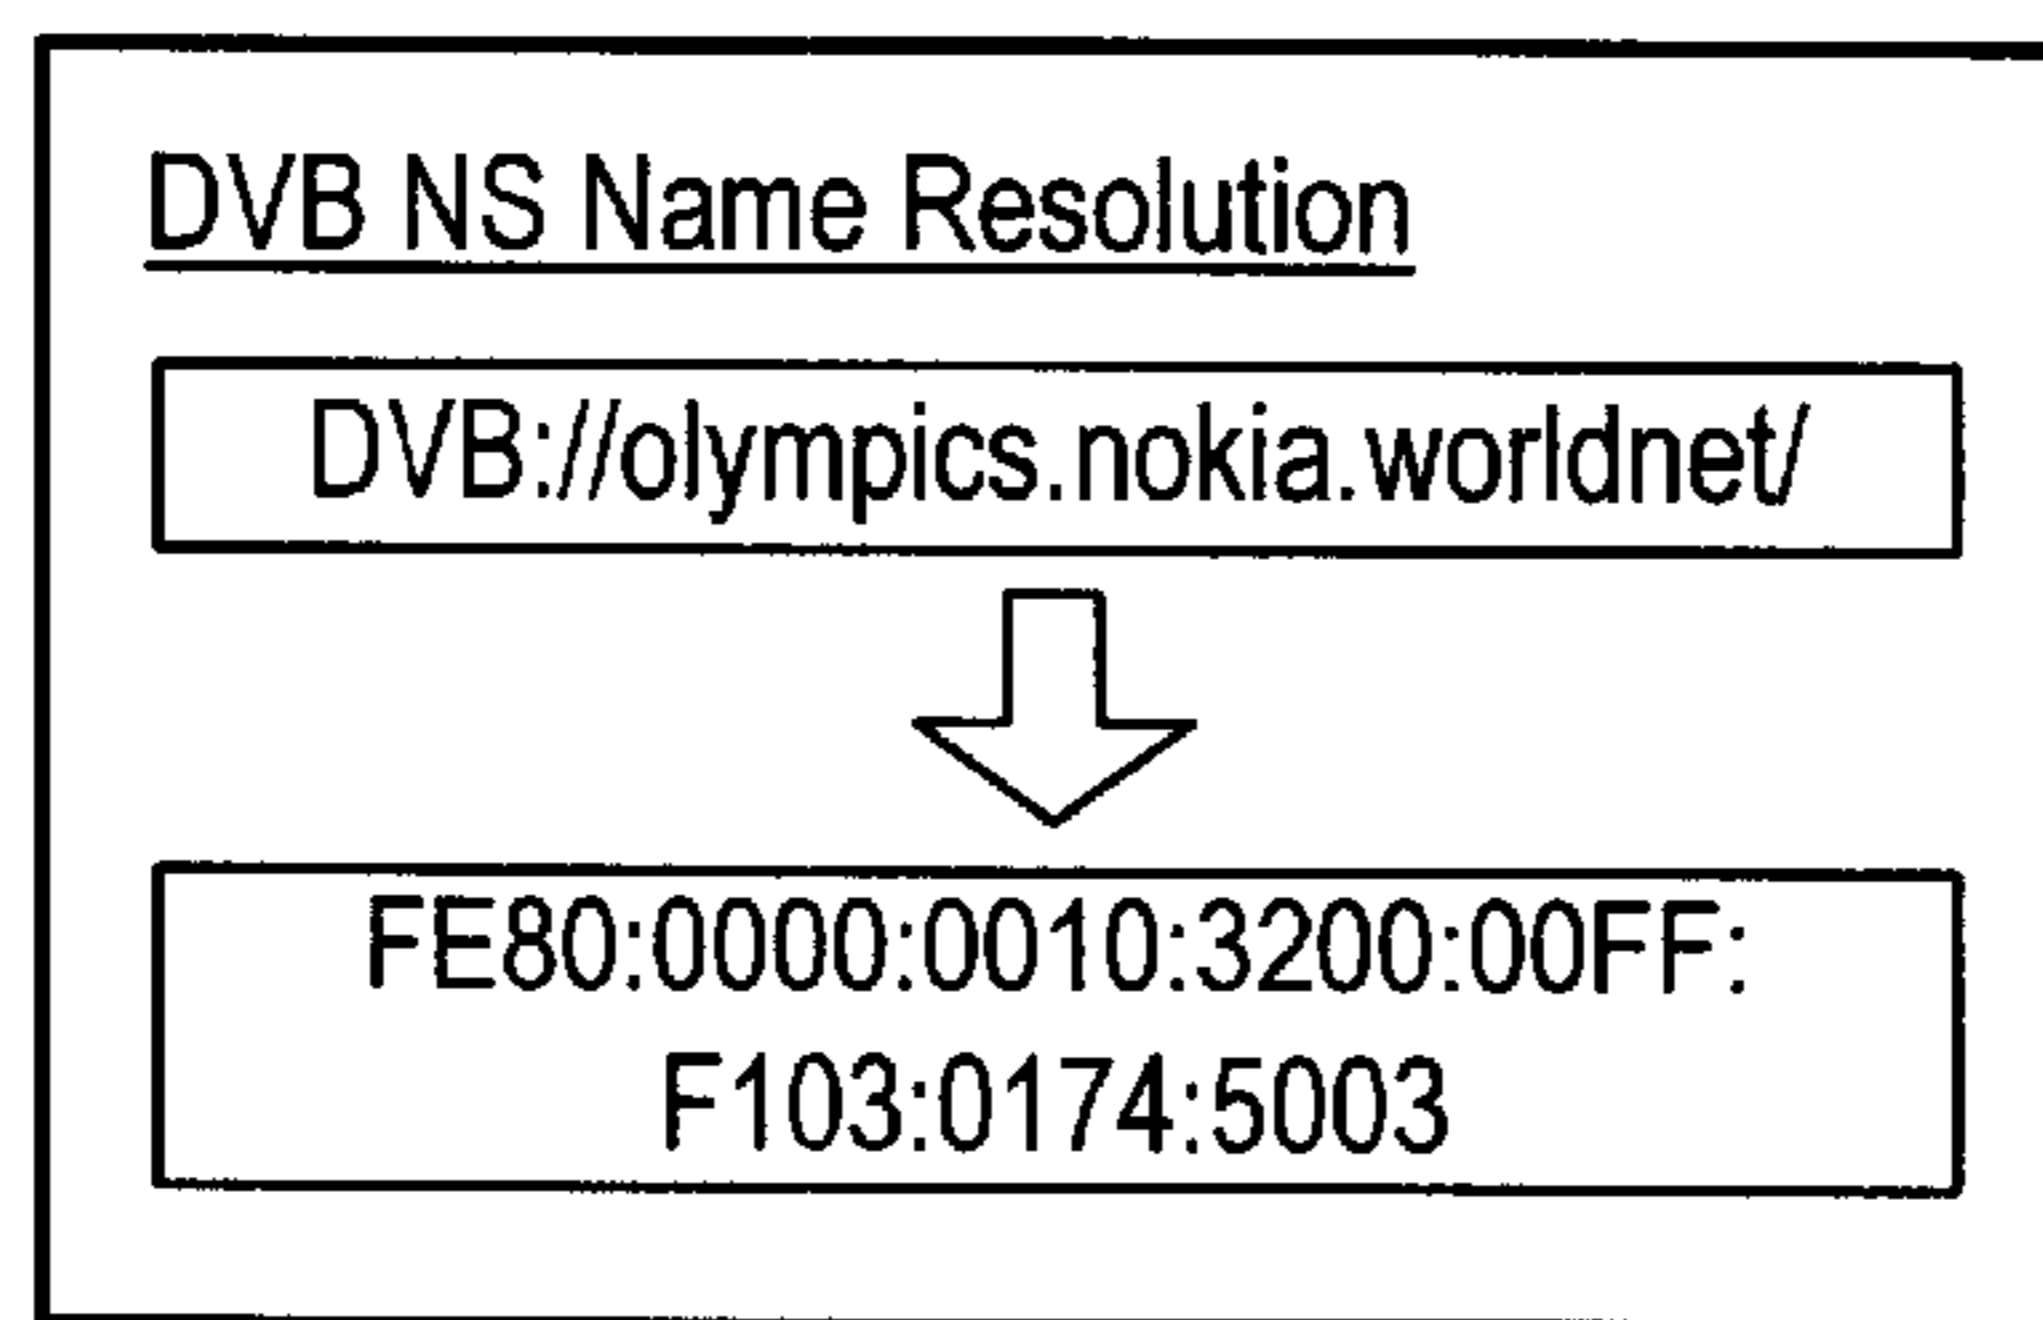 DVB NS Name Resolution
DVB://olympics.nokia.worldnet/
FE80:0000:0010:3200:00FF:
F103:0174:5003